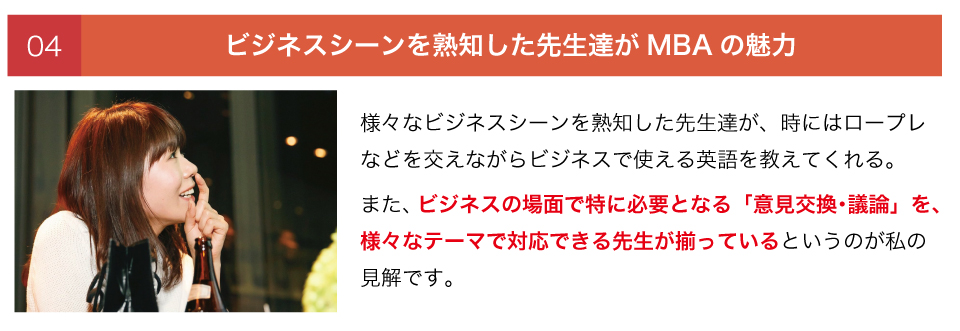 04
ビジネスシーンを熟知した先生達が MBA の魅力
様々なビジネスシーンを熟知した先生達が、時にはロープレ
などを交えながらビジネスで使える英語を教えてくれる。
また、ビジネスの場面で特に必要となる「意見交換・議論」を、
様々なテーマで対応できる先生が揃っているというのが私の
見解です。